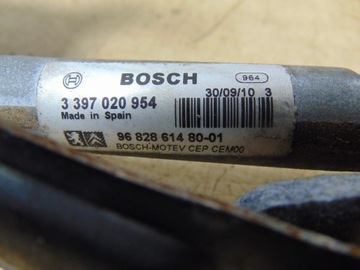 BOSCH 964
30/09/10 3
3 397 020 954
Made in Spain
96 828 614 80-01
BOSCH-MOTEV CEP CEM00